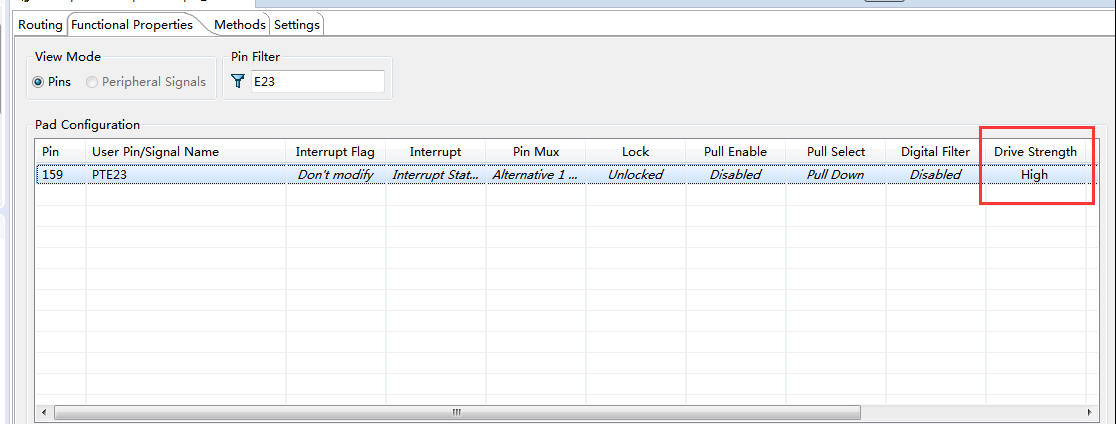 Routing Functional Properties Methods Settings
View Mode Pin Filter
Pins Peripheral Signals E23
Pad Configuration
Pin User Pin/Signal Name Interrupt Flag Interrupt Pin Mux Lock Pull Enable Pull Select Digital Filter Drive Strength
159 PTE23 Don't modify Interrupt Stat... Alternative 1 ... Unlocked Disabled Pull Down Disabled High